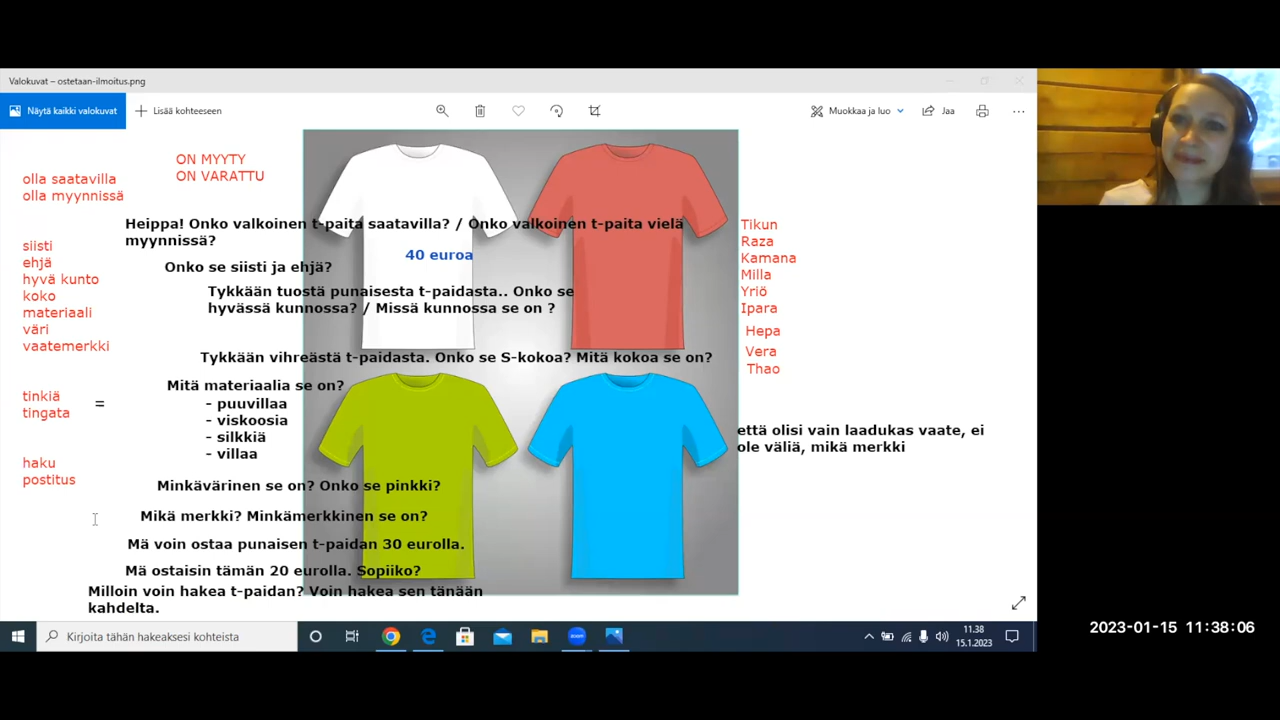 Valokuvat – ostetaan-ilmoitus.png
Näytä kaikki valokuvat
Lisää kohteeseen
Muokkaa ja luo
Jaa
ON MYYTY
ON VARATTU
olla saatavilla
olla myynnissä
Heippa! Onko valkoinen t-paita saatavilla? / Onko valkoinen t-paita vielä
myynnissä?
40 euroa
Onko se siisti ja ehjä?
Tykkään tuostä punaisesta t-paidasta.. Onko se
hyvässä kunnossa? / Missä kunnossa se on ?
siisti
ehjä
hyvä kunto
koko
materiaali
väri
vaatemerkki
Tykkään vihreästä t-paidasta. Onko se S-kokoa? Mitä kokoa se on?
Mitä materiaalia se on?
- puuvillaa
- viskoosia
- silkkiä
- villaa
tinkiä
tingata
=
haku
postitus
Minkävärinen se on? Onko se pinkki?
Mikä merkki? Minkämerkkinen se on?
Mä voin ostaa punaisen t-paidan 30 eurolla.
Mä ostaisin tämän 20 eurolla. Sopiiko?
Milloin voin hakea t-paidan? Voin hakea sen tänään
kahdelta.
Tikun
Raza
Kamana
Milla
Yriö
Ipara
Hepa
Vera
Thao
että olisi vain laadukas vaate, ei
ole väliä, mikä merkki
Kirjoita tähän hakeaksesi kohteista
zoom
11.38
15.1.2023
2023-01-15 11:38:06